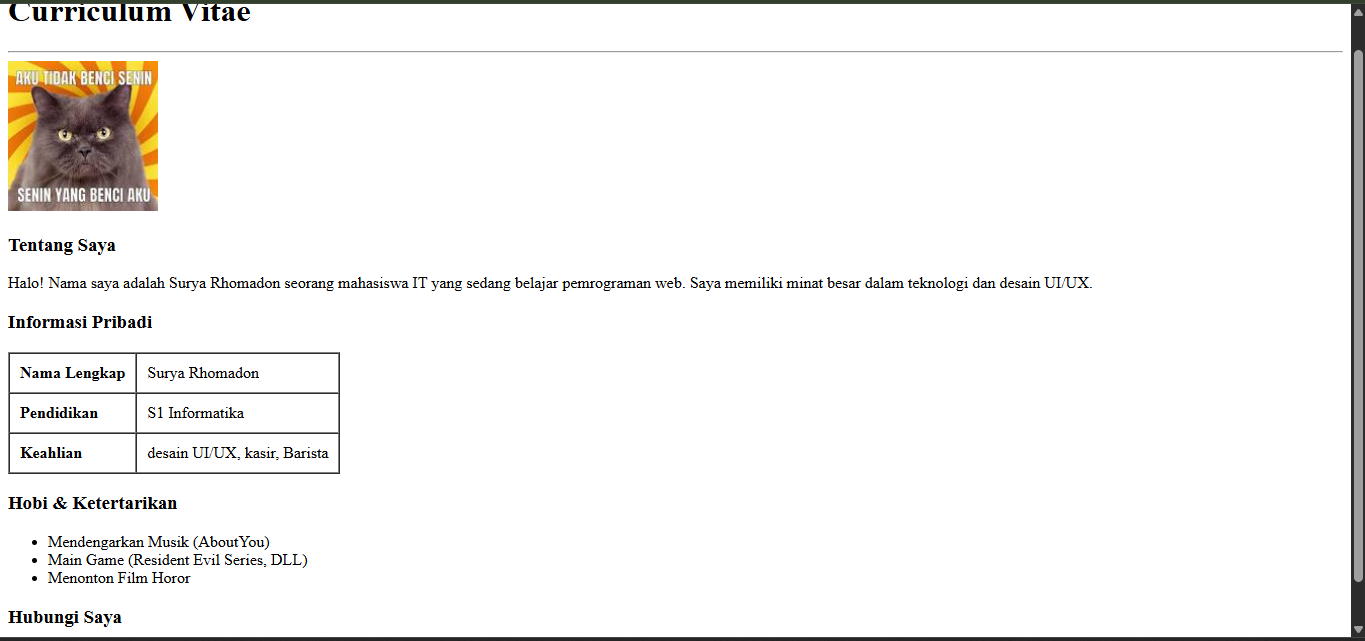 Curriculum Vitae
AKU TIDAK BENCI SENIN
SENIN YANG BENCI AKU
Tentang Saya
Halo! Nama saya adalah Surya Rhomadon seorang mahasiswa IT yang sedang belajar pemrograman web. Saya memiliki minat besar dalam teknologi dan desain UI/UX.
Informasi Pribadi
Nama Lengkap Surya Rhomadon
Pendidikan S1 Informatika
Keahlian desain UI/UX, kasir, Barista
Hobi & Ketertarikan
• Mendengarkan Musik (AboutYou)
• Main Game (Resident Evil Series, DLL)
• Menonton Film Horor
Hubungi Saya